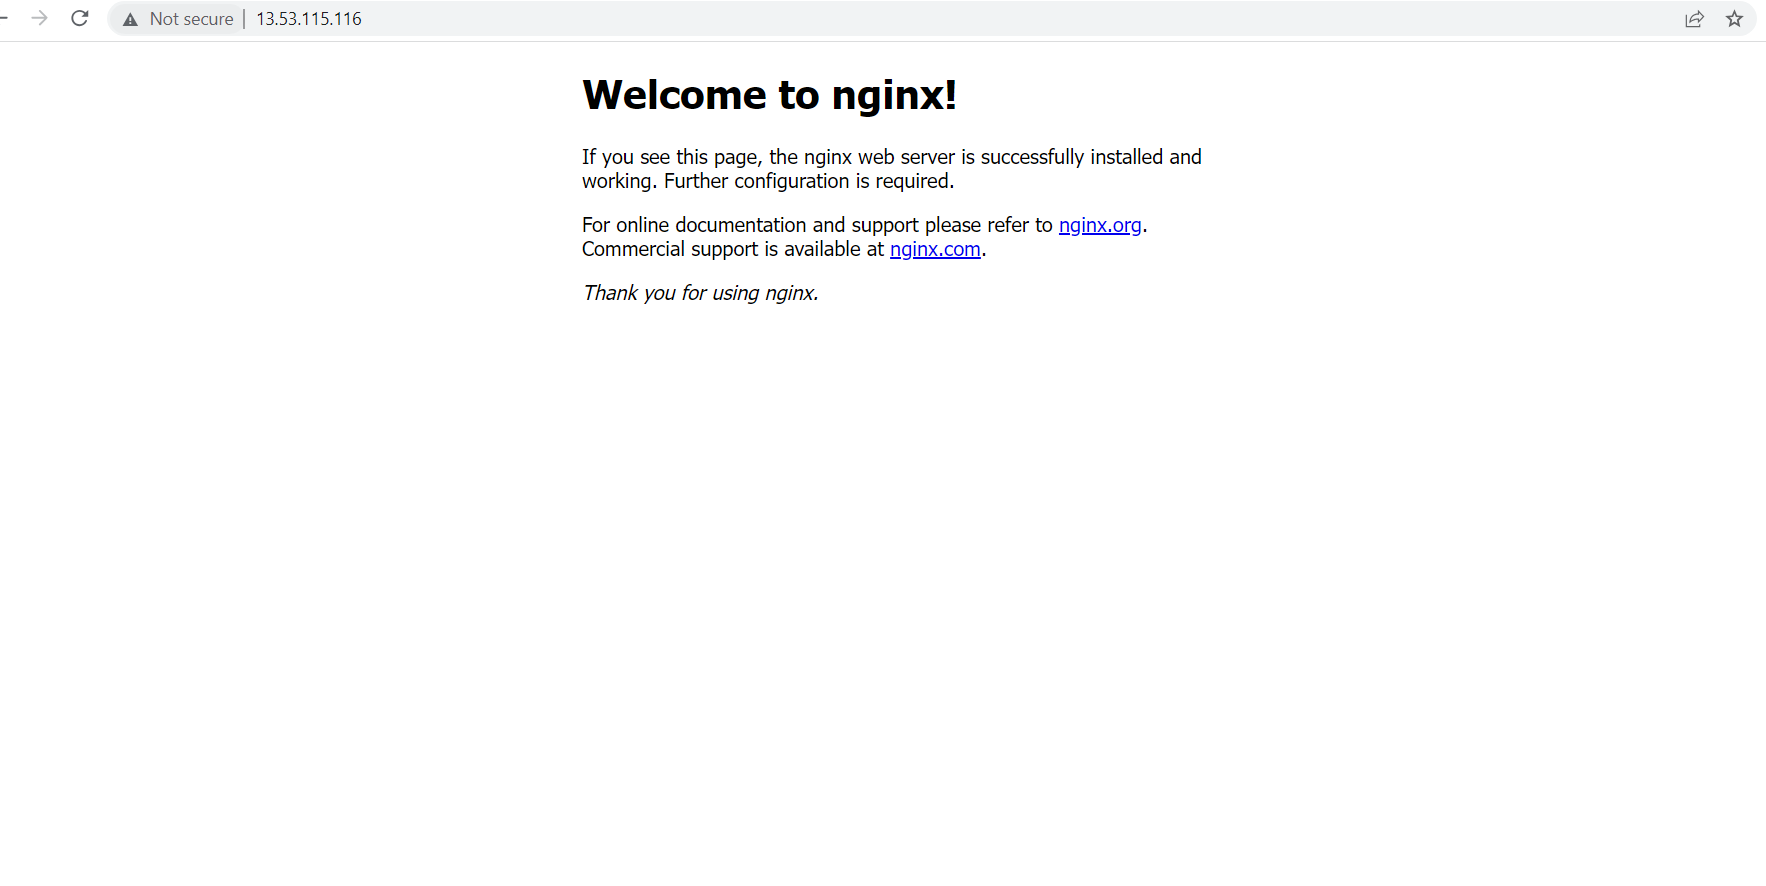 Not secure | 13.53.115.116
Welcome to nginx!
If you see this page, the nginx web server is successfully installed and
working. Further configuration is required.
For online documentation and support please refer to nginx.org.
Commercial support is available at nginx.com.
Thank you for using nginx.